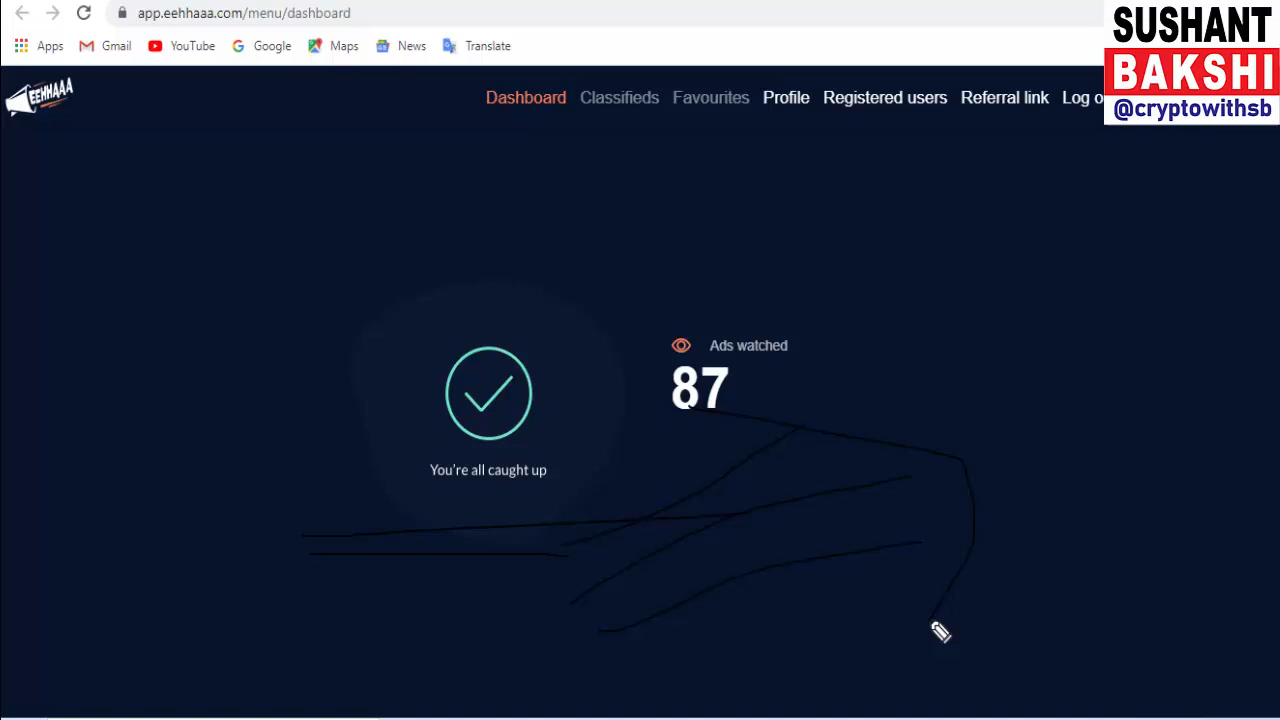 app.eehhaaa.com/menu/dashboard
SUSHANT
BAKSHI
@cryptowithsb
Apps Gmail YouTube Google Maps News Translate
EEHHAAA
Dashboard Classifieds Favourites Profile Registered users Referral link Log o
Ads watched
87
You're all caught up